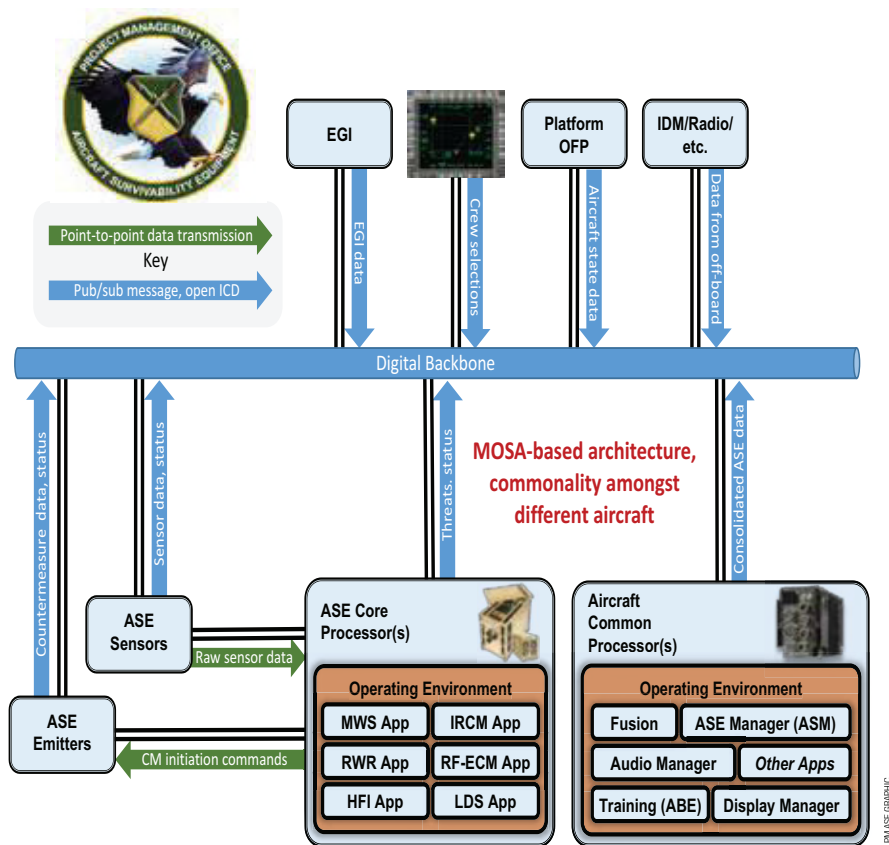 PROJECT MANAGEMENT OFFICE
AIRCRAFT SURVIVABILITY EQUIPMENT
Point-to-point data transmission
Key
Pub/sub message, open ICD
EGI
Platform
OFP
IDM/Radio/
etc.
EGI data
Crew selections
Aircraft state data
Data from off-board
Digital Backbone
Countermeasure data, status
Sensor data, status
Threats. status
MOSA-based architecture,
commonality amongst
different aircraft
Consolidated ASE data
ASE
Sensors
Raw sensor data
ASE
Emitters
CM initiation commands
ASE Core
Processor(s)
Operating Environment
MWS App
IRCM App
RWR App
RF-ECM App
HFI App
LDS App
Aircraft
Common
Processor(s)
Operating Environment
Fusion
ASE Manager (ASM)
Audio Manager
Other Apps
Training (ABE)
Display Manager
PM ASE GRAPHIC